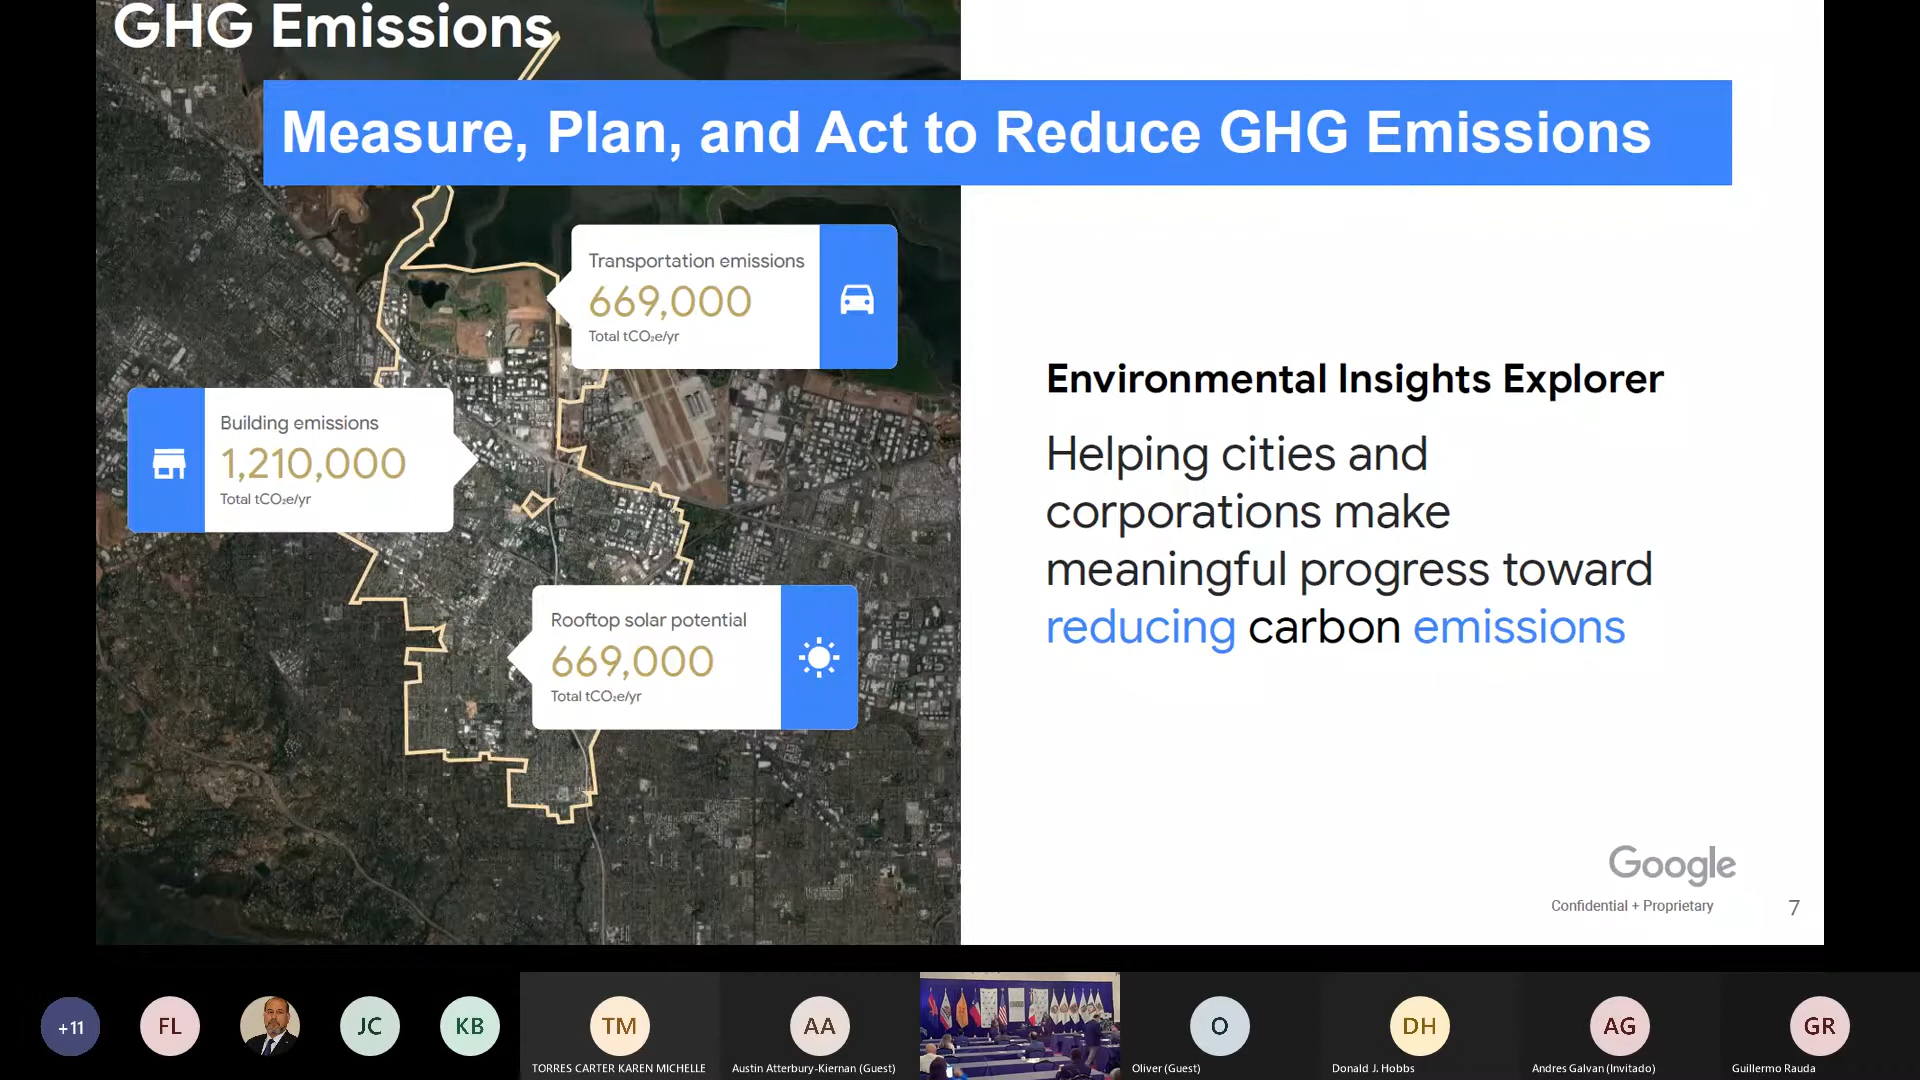 GHG Emissions
Measure, Plan, and Act to Reduce GHG Emissions
Transportation emissions
669,000
Total tCO₂e/yr
Building emissions
1,210,000
Total tCO₂e/yr
Rooftop solar potential
669,000
Total tCO₂e/yr
Environmental Insights Explorer
Helping cities and
corporations make
meaningful progress toward
reducing carbon emissions
Google
Confidential + Proprietary
7
+11
FL
JC
KB
TM
TORRES CARTER KAREN MICHELLE
AA
Austin Atterbury-Kiernan (Guest)
O
Oliver (Guest)
DH
Donald J. Hobbs
AG
Andres Galvan (Invitado)
GR
Guillermo Rauda